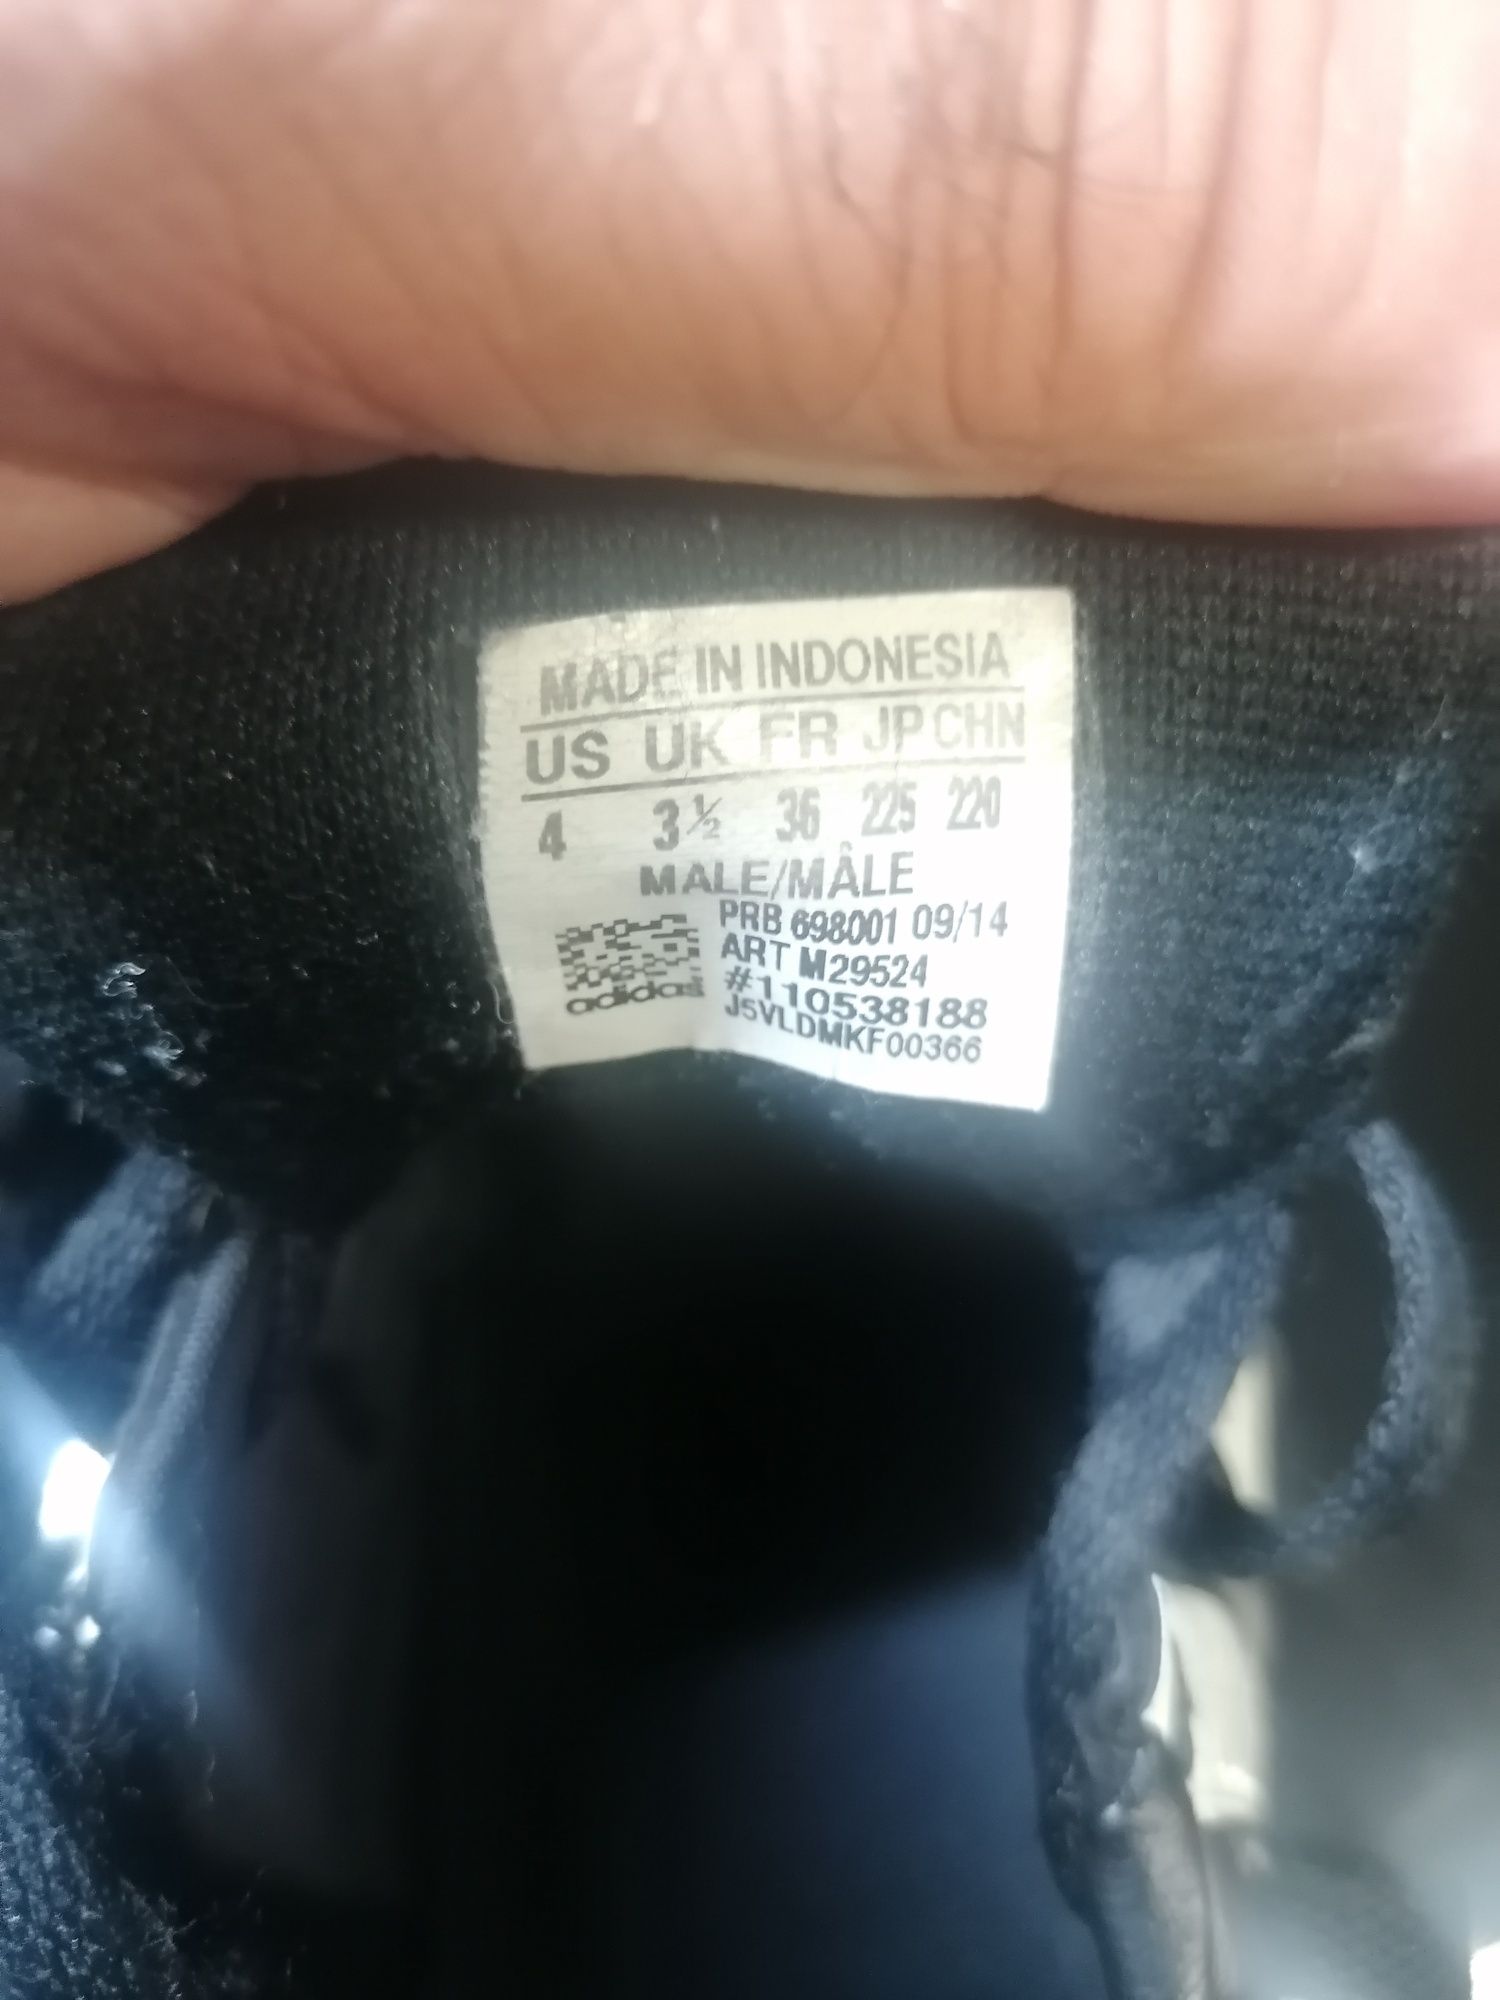 MADE IN INDONESIA
US UK FR JP CHN
4 3½ 36 225 220
MALE/MÂLE
PRB 698001 09/14
ART M29524
#110538188
J5VLDMKF00366
adidas